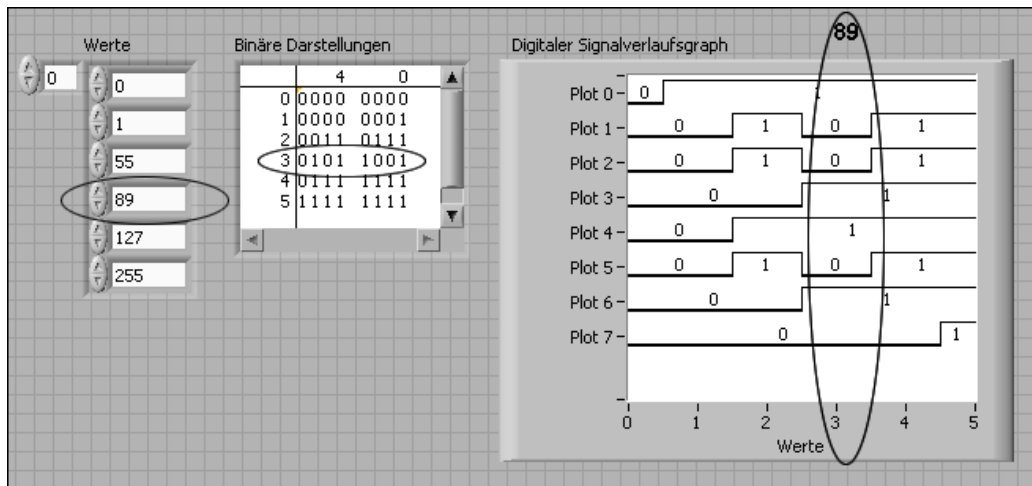 Werte
0
0
1
55
89
127
255
Binäre Darstellungen
4 0
0 0000 0000
1 0000 0001
2 0011 0111
3 0101 1001
4 0111 1111
5 1111 1111
Digitaler Signalverlaufsgraph
89
Plot 0 0 1
Plot 1 0 1 0 1
Plot 2 0 1 0 1
Plot 3 0 1
Plot 4 0 1
Plot 5 0 1 0 1
Plot 6 0 1
Plot 7 0 1
0 1 2 3 4 5
Werte